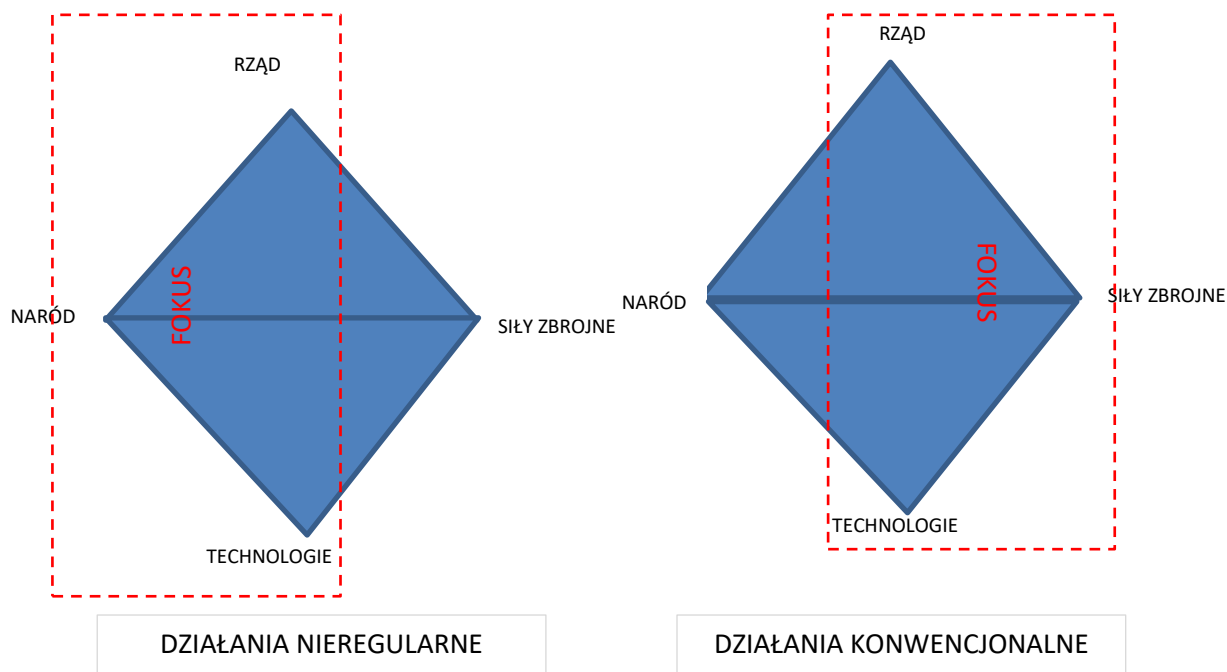 RZĄD
FOKUS
NARÓD
SIŁY ZBROJNE
TECHNOLOGIE
DZIAŁANIA NIEREGULARNE
RZĄD
FOKUS
NARÓD
SIŁY ZBROJNE
TECHNOLOGIE
DZIAŁANIA KONWENCJONALNE